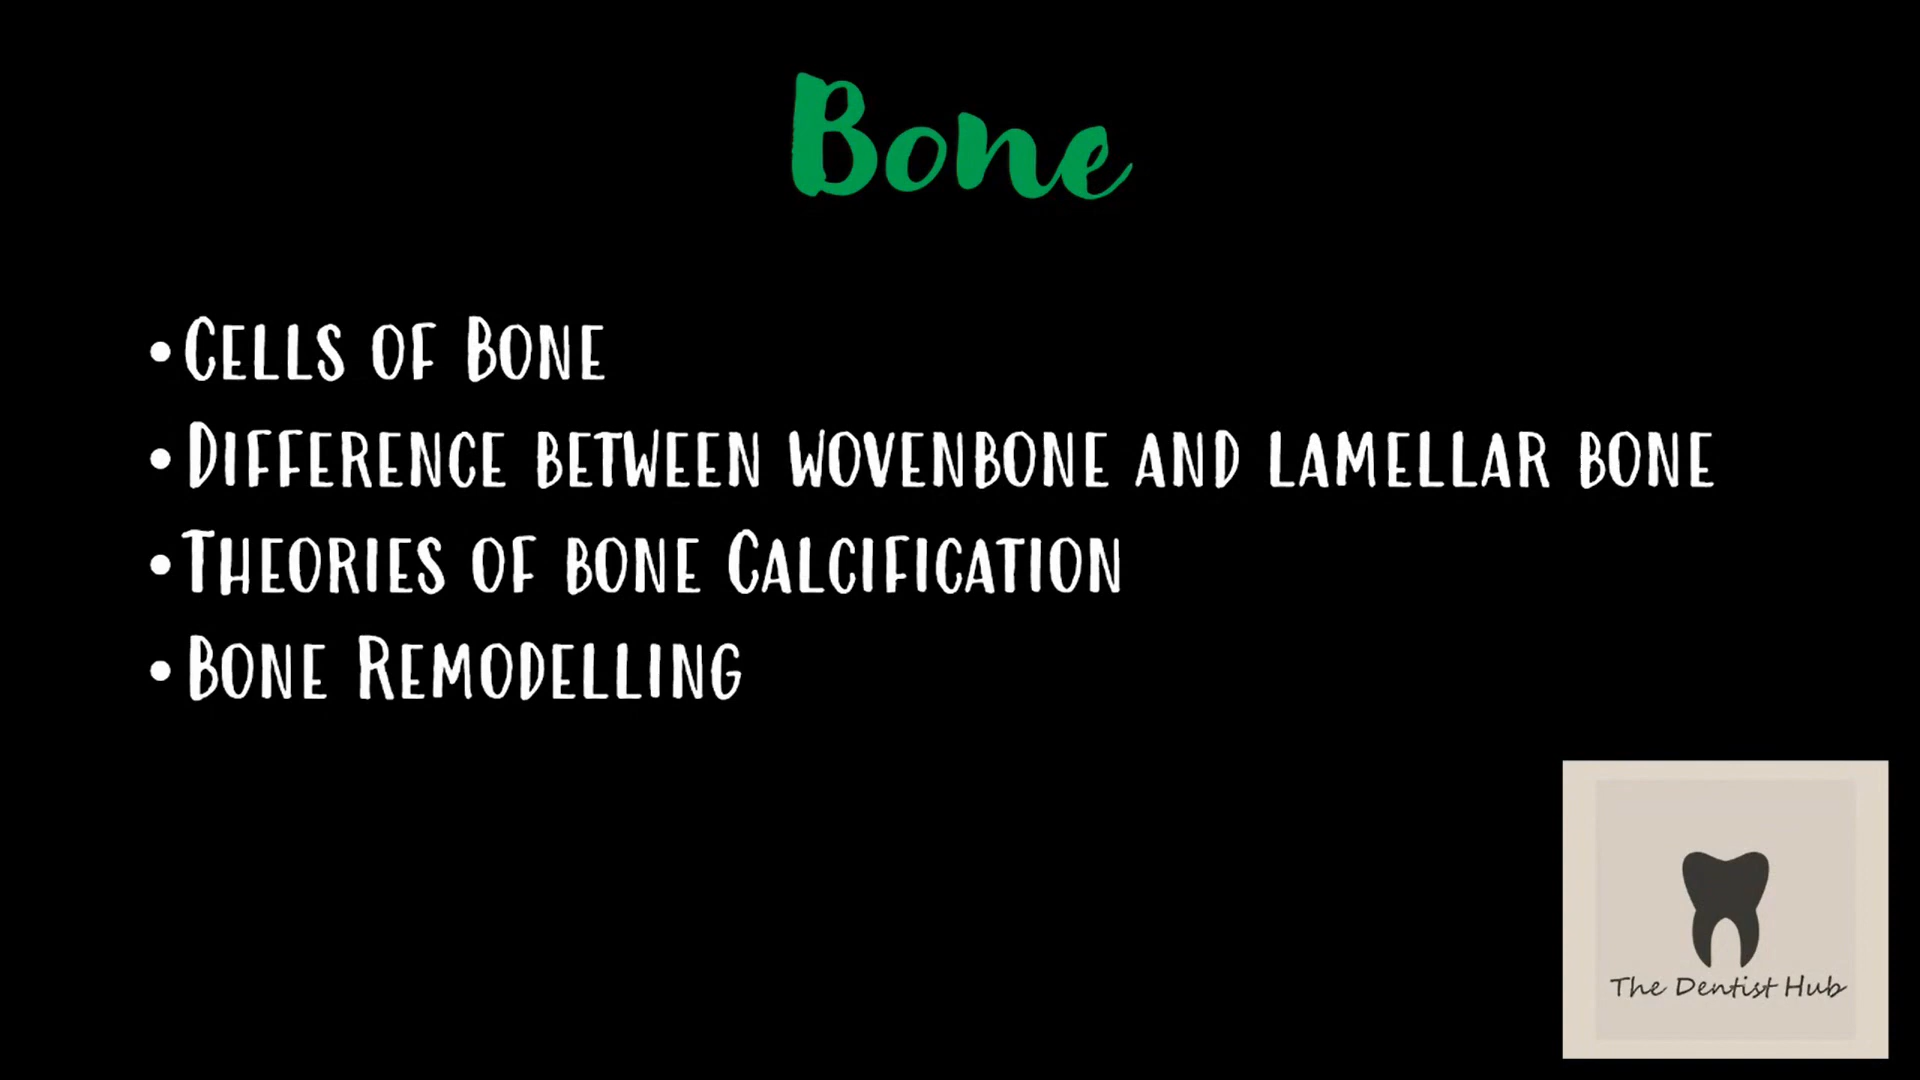 Bone
• Cells of Bone
• Difference between wovenbone and lamellar bone
• Theories of bone Calcification
• Bone Remodelling
The Dentist Hub